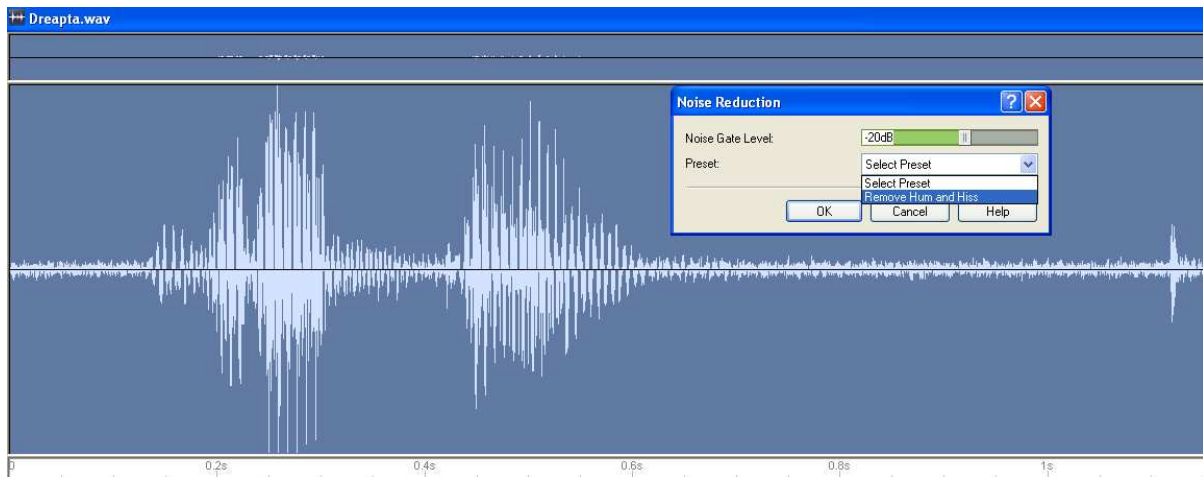 Dreapta.wav
Noise Reduction
Noise Gate Level:
-20dB
Preset:
Select Preset
Select Preset
Remove Hum and Hiss
OK Cancel Help
0 0.2s 0.4s 0.6s 0.8s 1s